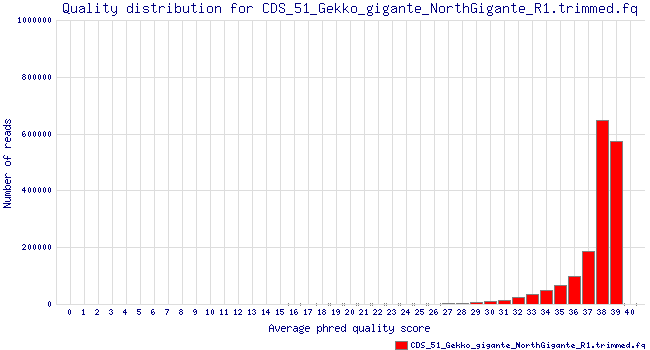 Quality distribution for CDS_51_Gekko_gigante_NorthGigante_R1.trimmed.fq
1000000
800000
600000
400000
200000
0
Number of reads
0 1 2 3 4 5 6 7 8 9 10 11 12 13 14 15 16 17 18 19 20 21 22 23 24 25 26 27 28 29 30 31 32 33 34 35 36 37 38 39 40
Average phred quality score
CDS_51_Gekko_gigante_NorthGigante_R1.trimmed.fq